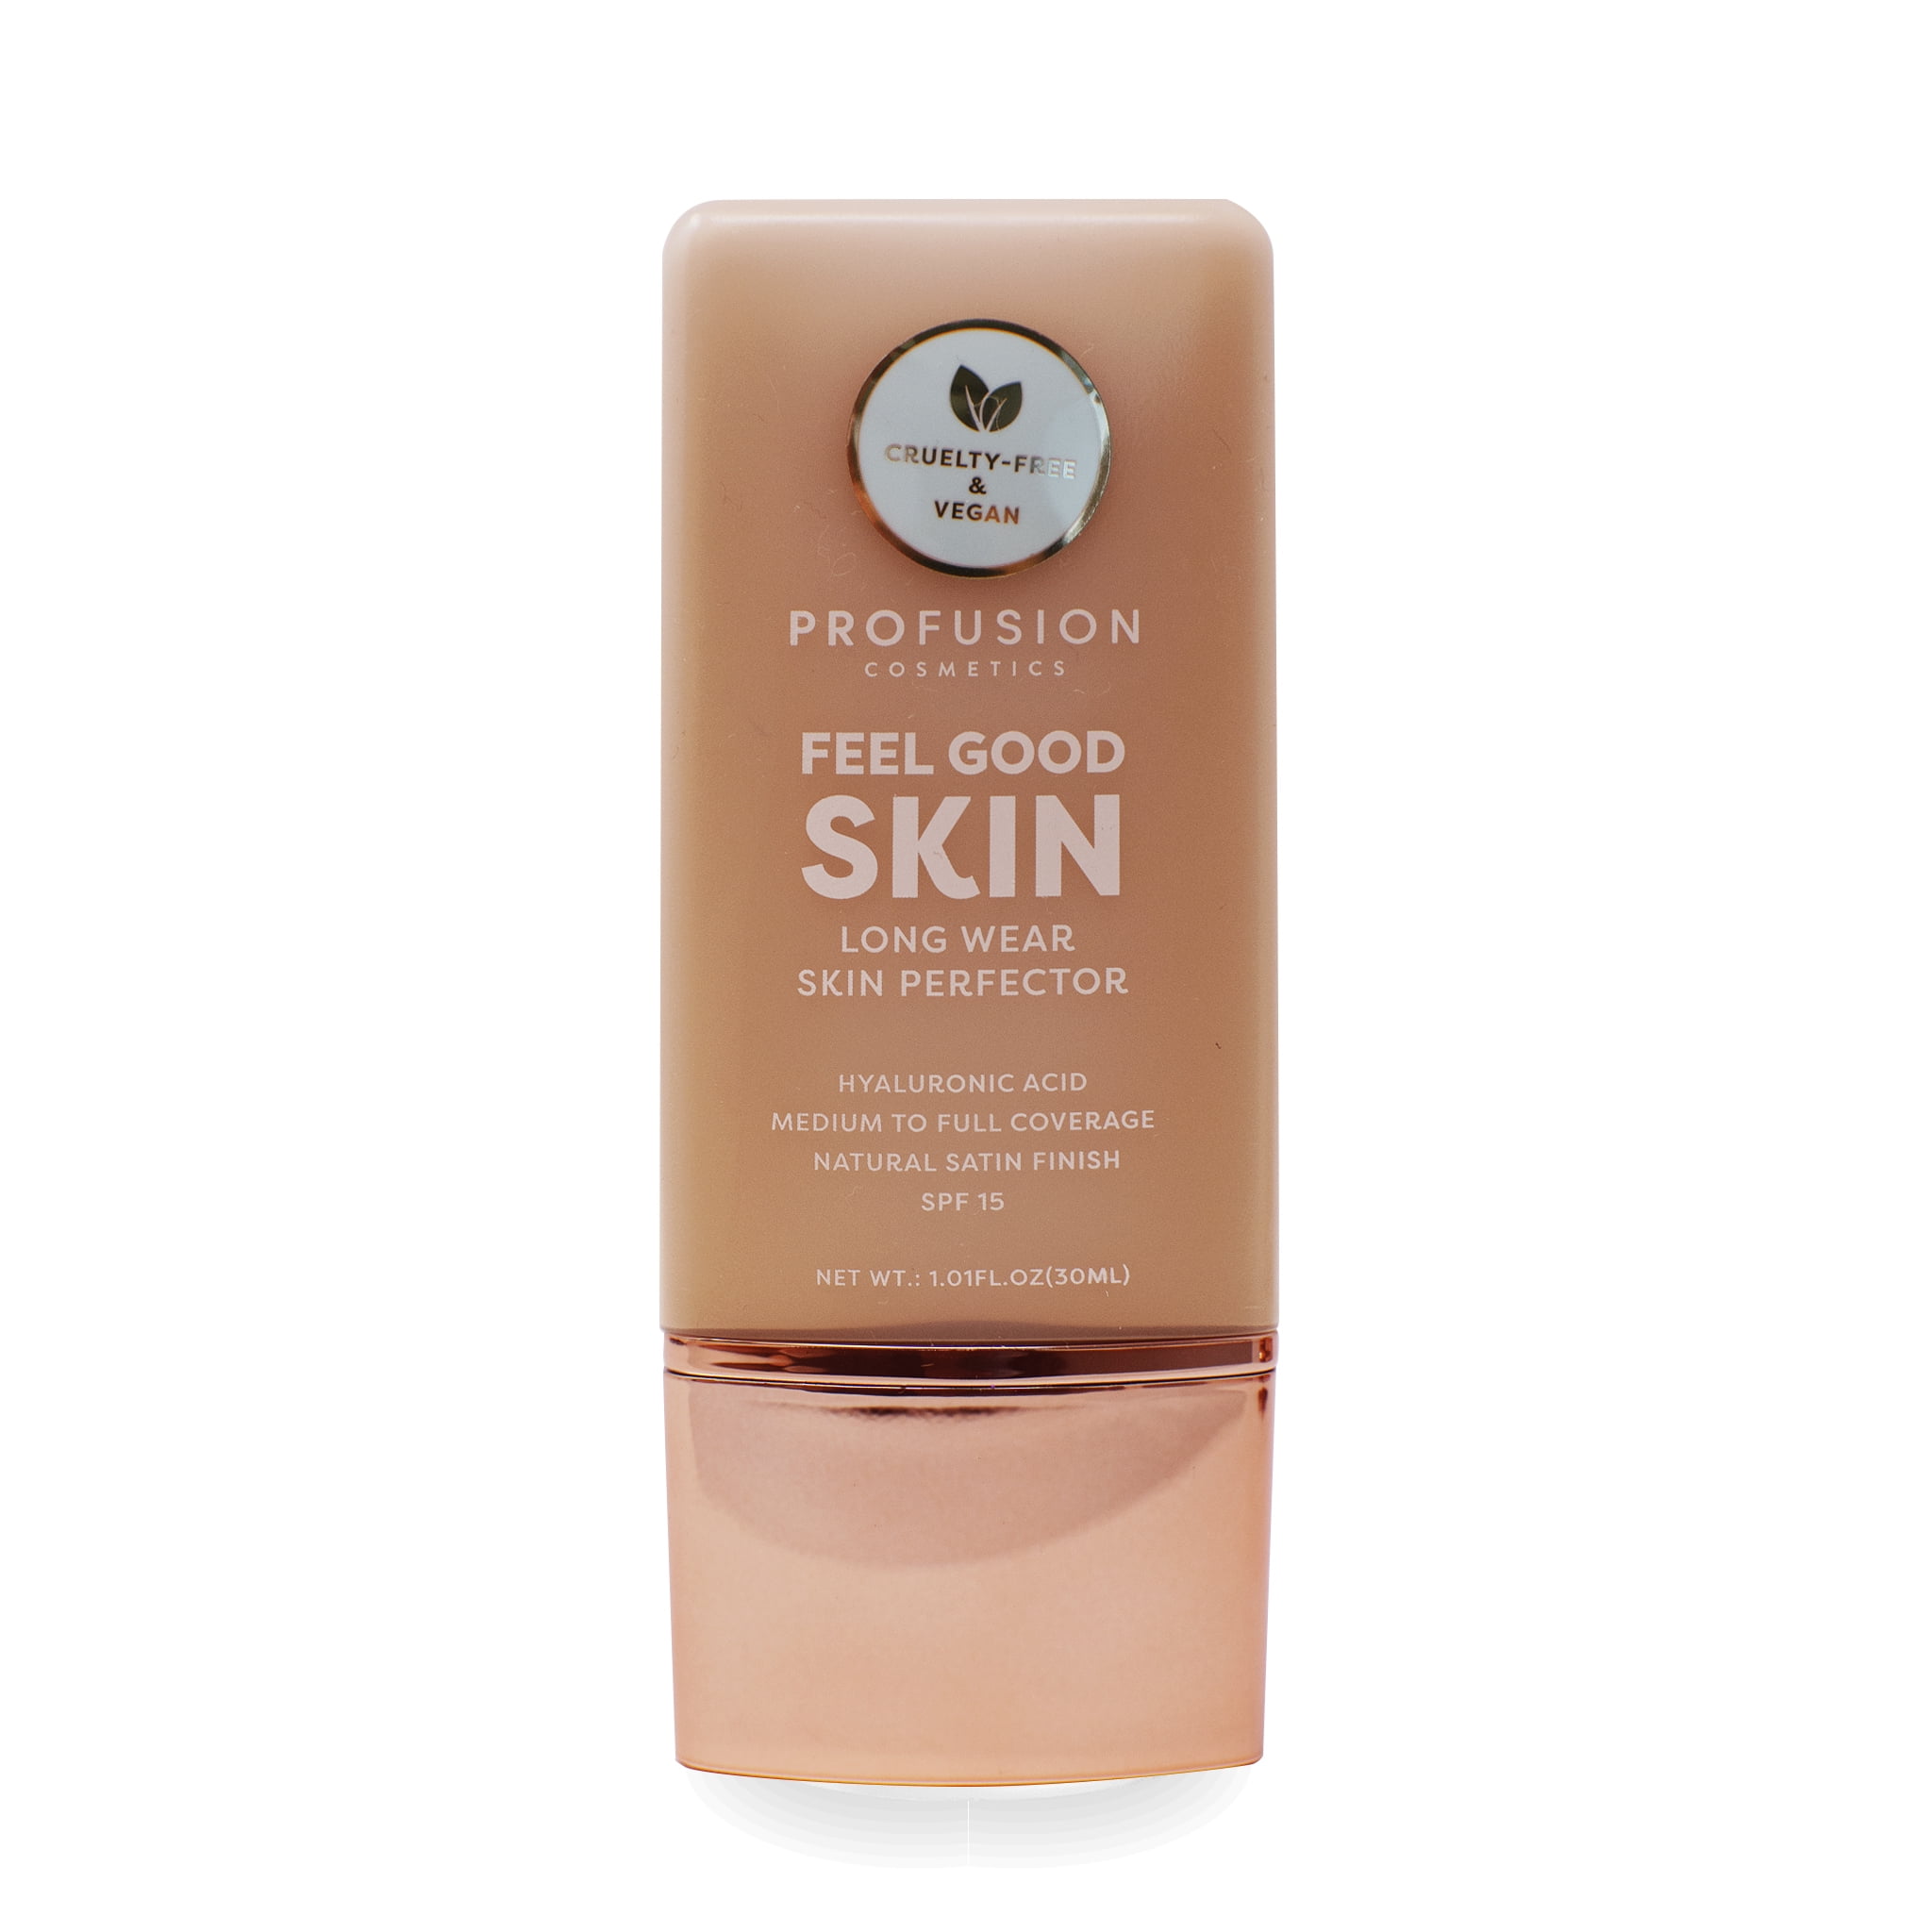 CRUELTY-FREE
&
VEGAN
PROFUSION
COSMETICS
FEEL GOOD
SKIN
LONG WEAR
SKIN PERFECTOR
HYALURONIC ACID
MEDIUM TO FULL COVERAGE
NATURAL SATIN FINISH
SPF 15
NET WT.: 1.01FL.OZ(30ML)